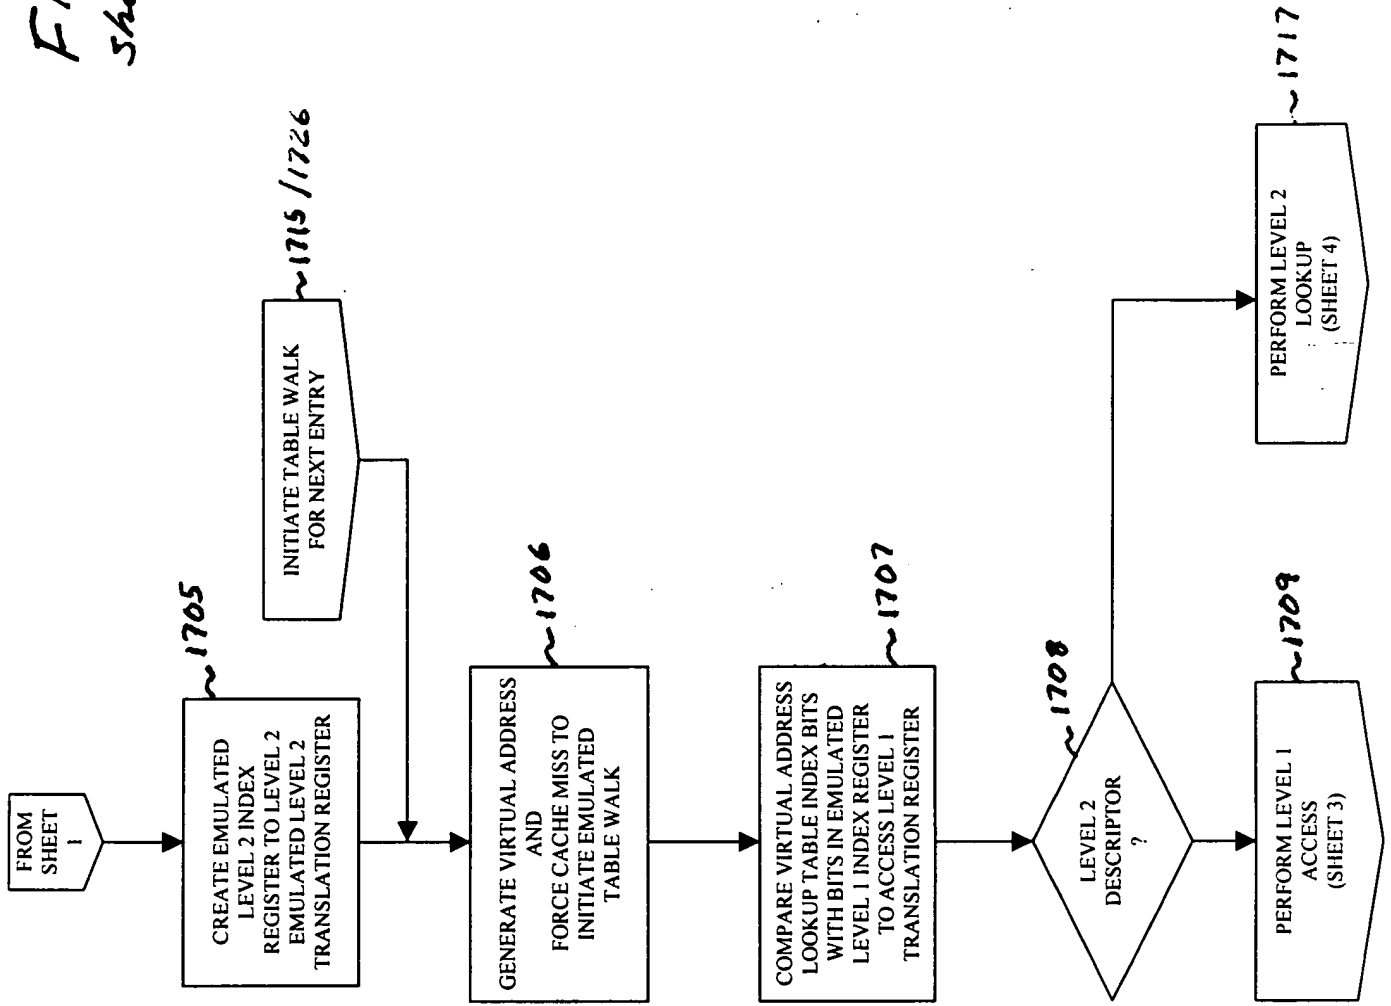 FROM
SHEET
1
CREATE EMULATED
LEVEL 2 INDEX
REGISTER TO LEVEL 2
EMULATED LEVEL 2
TRANSLATION REGISTER
1705
INITIATE TABLE WALK
FOR NEXT ENTRY
1715/1726
GENERATE VIRTUAL ADDRESS
AND
FORCE CACHE MISS TO
INITIATE EMULATED
TABLE WALK
1706
COMPARE VIRTUAL ADDRESS
LOOKUP TABLE INDEX BITS
WITH BITS IN EMULATED
LEVEL 1 INDEX REGISTER
TO ACCESS LEVEL 1
TRANSLATION REGISTER
1707
LEVEL 2
DESCRIPTOR
?
1708
PERFORM LEVEL 1
ACCESS
(SHEET 3)
1709
PERFORM LEVEL 2
LOOKUP
(SHEET 4)
1717